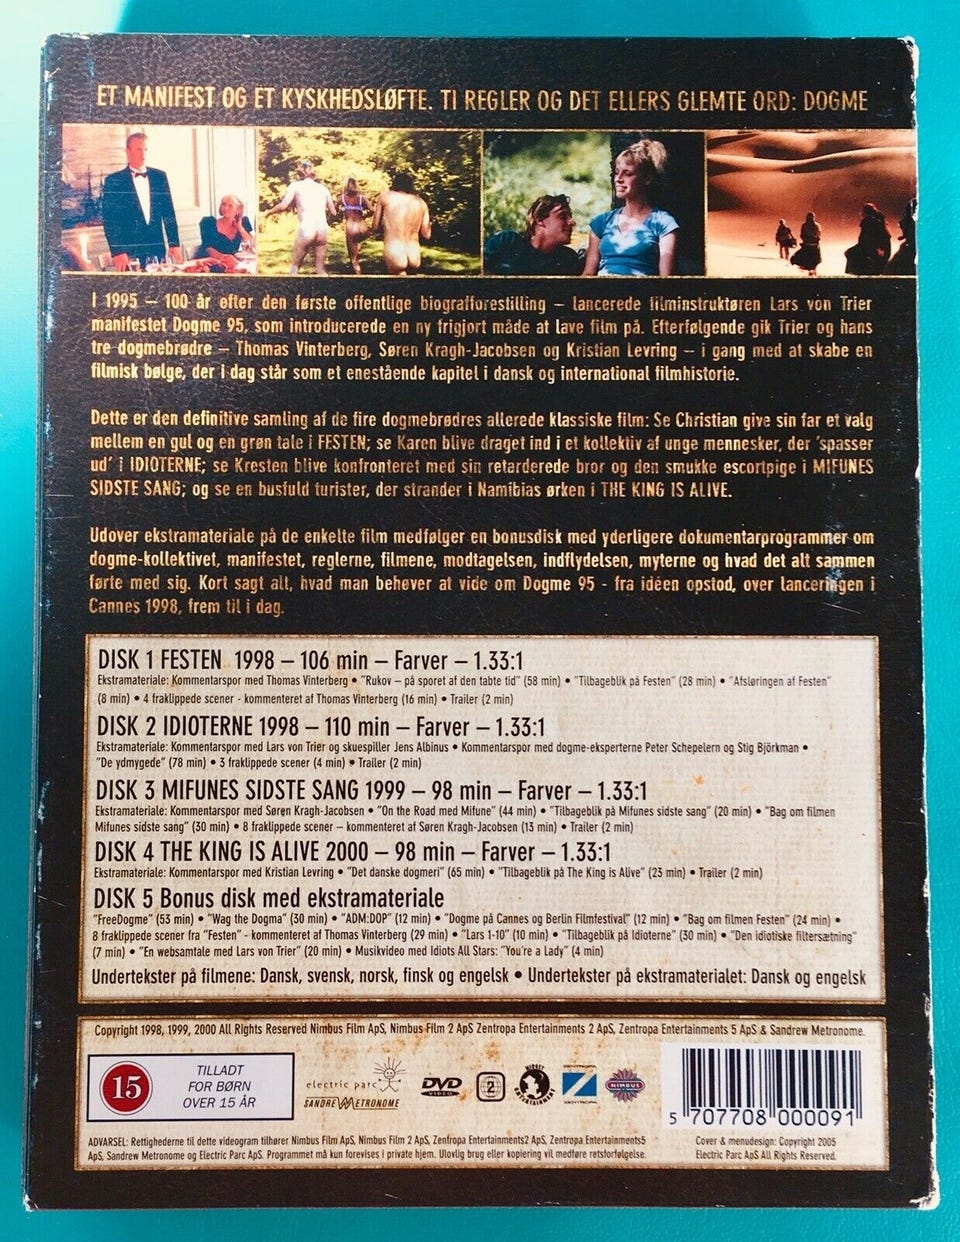 ET MANIFEST OG ET KYSKHEDSLØFTE. TI REGLER OG DET ELLERS GLEMTE ORD: DOGME
I 1995 – 100 år efter den første offentlige biografforestilling – lancerede filminstruktøren Lars von Trier
manifestet Dogme 95, som introducerede en ny frigjort måde at lave film på. Efterfølgende gik Trier og hans
tre dogmebrødre – Thomas Vinterberg, Søren Kragh-Jacobsen og Kristian Levring – i gang med at skabe en
filmisk bølge, der i dag står som et enestående kapitel i dansk og international filmhistorie.
Dette er den definitive samling af de fire dogmebrødres allerede klassiske film: Se Christian give sin far et valg
mellem en gul og en grøn tale i FESTEN; se Karen blive draget ind i et kollektiv af unge mennesker, der 'spasser
ud' i IDIOTERNE; se Kresten blive konfronteret med sin retarderede bror og den smukke escortpige i MIFUNES
SIDSTE SANG; og se en busfuld turister, der strander i Namibias ørken i THE KING IS ALIVE.
Udover ekstramateriale på de enkelte film medfølger en bonusdisk med yderligere dokumentarprogrammer om
dogme-kollektivet, manifestet, reglerne, filmene, modtagelsen, indflydelsen, myterne og hvad det alt sammen
førte med sig. Kort sagt alt, hvad man behøver at vide om Dogme 95 - fra idéen opstod, over lanceringen i
Cannes 1998, frem til i dag.
DISK 1 FESTEN 1998 – 106 min – Farver – 1.33:1
Ekstramateriale: Kommentarspor med Thomas Vinterberg • "Rukov – på sporet af den tabte tid" (58 min) • "Tilbageblik på Festen" (28 min) • "Afsløringen af Festen"
(8 min) • 4 fraklippede scener - kommenteret af Thomas Vinterberg (16 min) • Trailer (2 min)
DISK 2 IDIOTERNE 1998 – 110 min – Farver – 1.33:1
Ekstramateriale: Kommentarspor med Lars von Trier og skuespiller Jens Albinus • Kommentarspor med dogme-eksperterne Peter Schepelern og Stig Björkman •
"De ydmygede" (78 min) • 3 fraklippede scener (4 min) • Trailer (2 min)
DISK 3 MIFUNES SIDSTE SANG 1999 – 98 min – Farver – 1.33:1
Ekstramateriale: Kommentarspor med Søren Kragh-Jacobsen • "On the Road med Mifune" (44 min) • "Tilbageblik på Mifunes sidste sang" (20 min) • "Bag om filmen
Mifunes sidste sang" (30 min) • 8 fraklippede scener – kommenteret af Søren Kragh-Jacobsen (13 min) • Trailer (2 min)
DISK 4 THE KING IS ALIVE 2000 – 98 min – Farver – 1.33:1
Ekstramateriale: Kommentarspor med Kristian Levring • "Det danske dogmeri" (65 min) • "Tilbageblik på The King is Alive" (23 min) • Trailer (2 min)
DISK 5 Bonus disk med ekstramateriale
"FreeDogme" (53 min) • "Wag the Dogma" (30 min) • "ADM:DOP" (12 min) • "Dogme på Cannes og Berlin Filmfestival" (12 min) • "Bag om filmen Festen" (24 min) •
8 fraklippede scener fra "Festen" - kommenteret af Thomas Vinterberg (29 min) • "Lars 1-10" (10 min) • "Tilbageblik på Idioterne" (30 min) • "Den idiotiske filtersætning"
(7 min) • "En websamtale med Lars von Trier" (20 min) • Musikvideo med Idiots All Stars: "You're a Lady" (4 min)
Undertekster på filmene: Dansk, svensk, norsk, finsk og engelsk • Undertekster på ekstramaterialet: Dansk og engelsk
Copyright 1998, 1999, 2000 All Rights Reserved Nimbus Film ApS, Nimbus Film 2 ApS Zentropa Entertainments 2 ApS, Zentropa Entertainments 5 ApS & Sandrew Metronome.
15
TILLADT
FOR BØRN
OVER 15 ÅR
electric parc
SANDREW METRONOME
DVD
VIDEO
2
ZENTROPA
ZENTROPA
NIMBUS
5 707708 000091
ADVARSEL: Rettighederne til dette videogram tilhører Nimbus Film ApS, Nimbus Film 2 ApS, Zentropa Entertainments2 ApS, Zentropa Entertainments5
ApS, Sandrew Metronome og Electric Parc ApS. Programmet må kun forevises i private hjem. Ulovlig brug eller kopiering vil medføre retsforfølgelse.
Cover & menudesign: Copyright 2005
Electric Parc ApS All Rights Reserved.